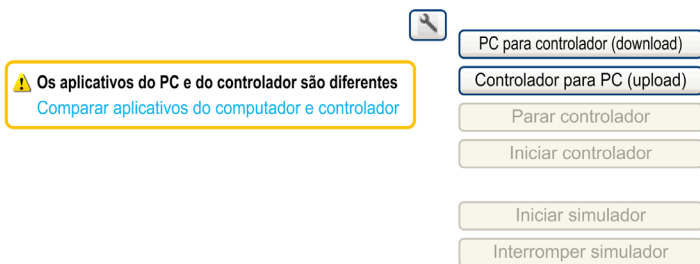 PC para controlador (download)
Os aplicativos do PC e do controlador são diferentes
Controlador para PC (upload)
Comparar aplicativos do computador e controlador
Parar controlador
Iniciar controlador
Iniciar simulador
Interromper simulador